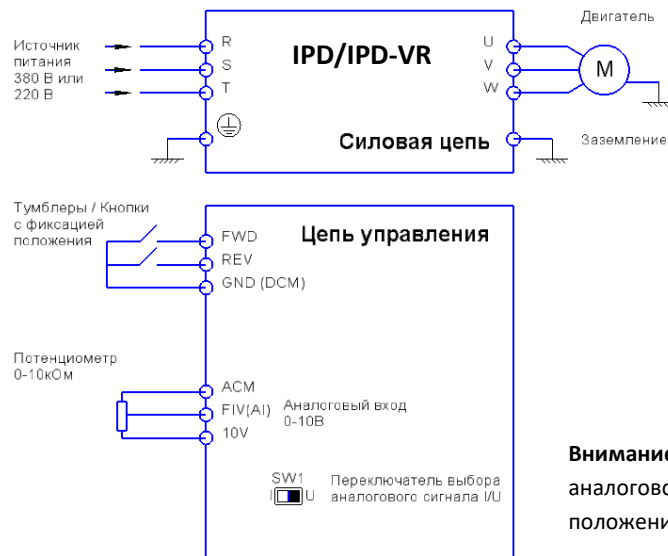 Двигатель
Источник
питания
380 В или
220 В
R
S
T
IPD/IPD-VR
U
V
W
M
Силовая цепь
Заземление
Тумблеры / Кнопки
с фиксацией
положения
FWD
REV
GND (DCM)
Цепь управления
Потенциометр
0-10кОм
ACM
FIV(AI)
10V
Аналоговый вход
0-10В
SW1
I U
Переключатель выбора
аналогового сигнала I/U
Внимание
аналогово
положени